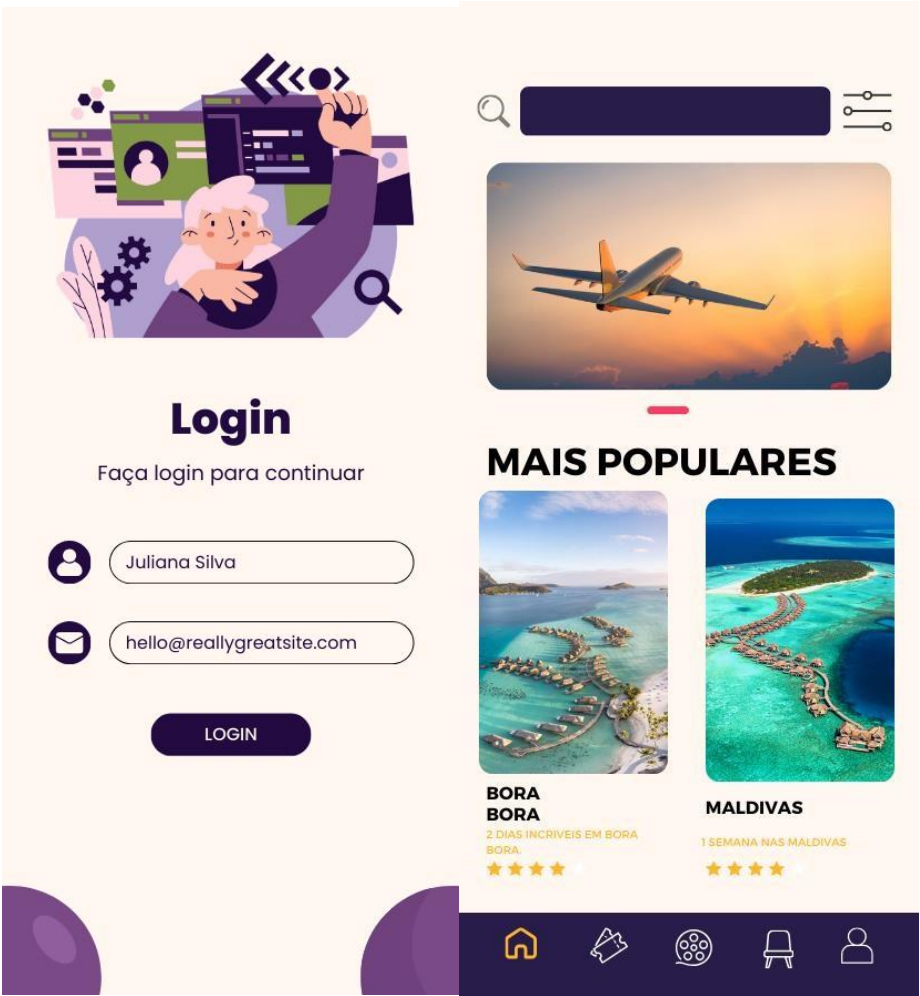 Login
Faça login para continuar
Juliana Silva
hello@reallygreatsite.com
LOGIN
MAIS POPULARES
BORA
BORA
2 DIAS INCRIVEIS EM BORA
BORA.
MALDIVAS
1 SEMANA NAS MALDIVAS